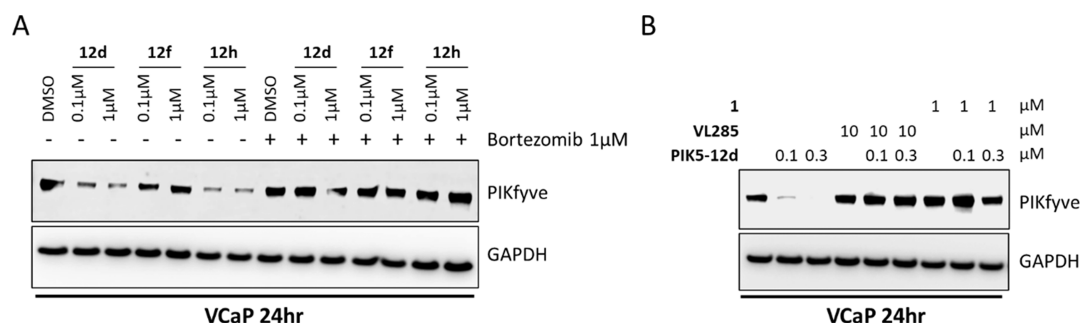 A
12d 12f 12h 12d 12f 12h
DMSO 0.1µM 1µM 0.1µM 1µM 0.1µM 1µM DMSO 0.1µM 1µM 0.1µM 1µM 0.1µM 1µM
- - - - - - - + + + + + + + Bortezomib 1µM
PIKfyve
GAPDH
VCaP 24hr
B
1 1 1 1 µM
VL285 10 10 10 µM
PIK5-12d 0.1 0.3 0.1 0.3 0.1 0.3 µM
PIKfyve
GAPDH
VCaP 24hr